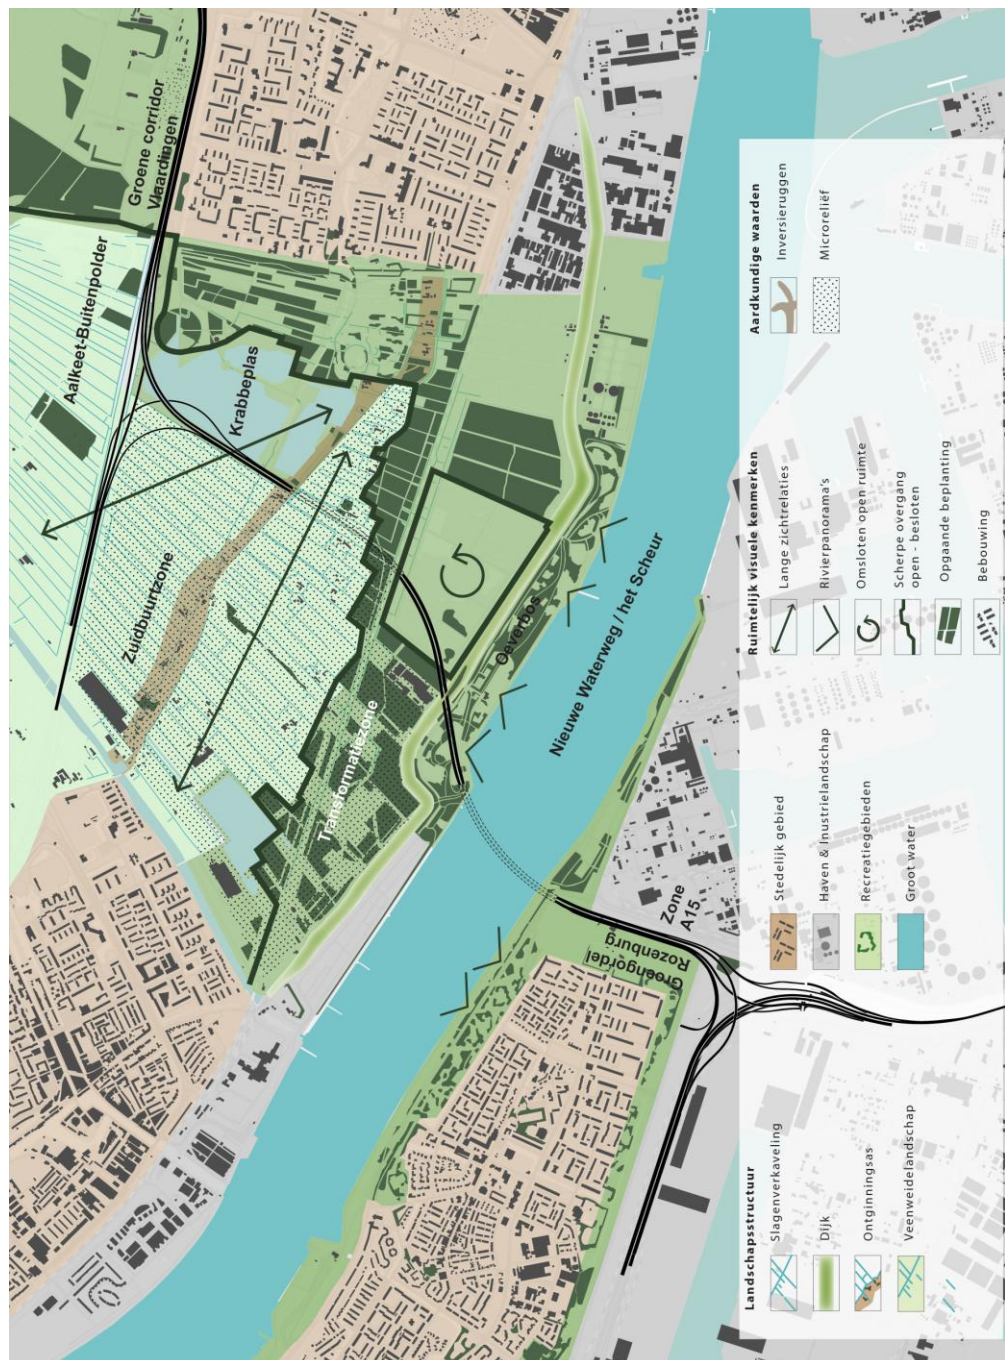 Groene corridor
Vlaardingen
Aalkeet-Buitenpolder
Krabbeplas
Zuidbuurtzone
Transformatiezone
Oeverbos
Nieuwe Waterweg / het Scheur
Zone
A15
Groengordel
Rozenburg
Landschapsstructuur
Slagenverkaveling
Dijk
Ontginningsas
Veenweidelandschap
Stedelijk gebied
Haven & Inustrielandschap
Recreatiegebieden
Groot water
Ruimtelijk visuele kenmerken
Lange zichtrelaties
Rivierpanorama's
Omsloten open ruimte
Scherpe overgang
open - besloten
Opgaande beplanting
Bebouwing
Aardkundige waarden
Inversieruggen
Microreliëf